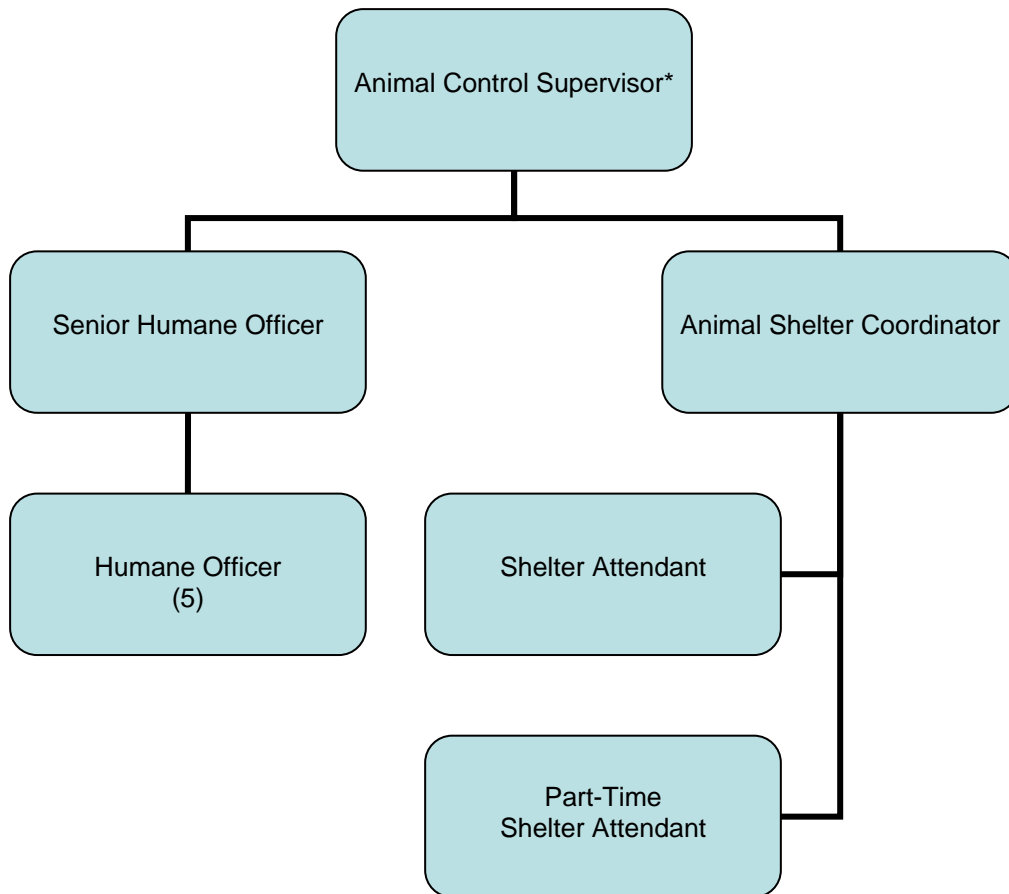 Animal Control Supervisor*
Senior Humane Officer
Animal Shelter Coordinator
Humane Officer
(5)
Shelter Attendant
Part-Time
Shelter Attendant